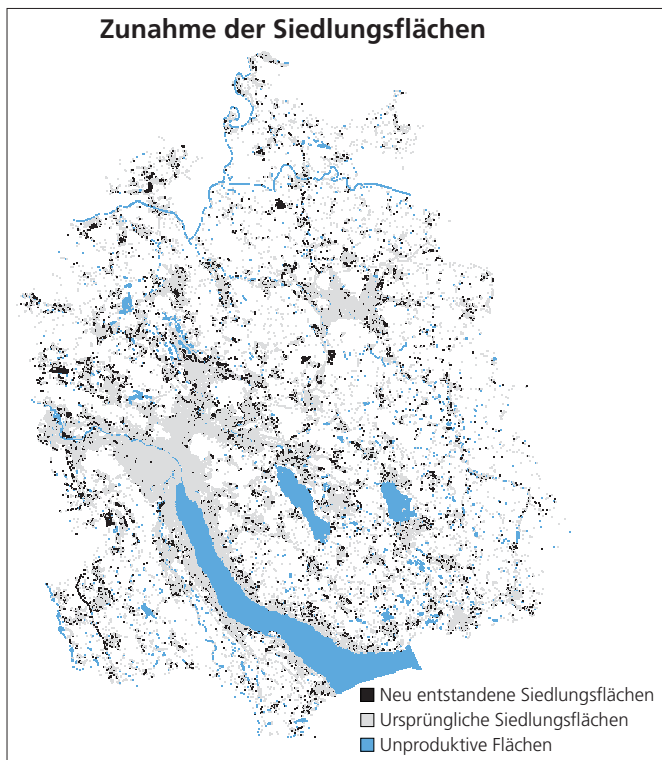 Zunahme der Siedlungsflächen
Neu entstandene Siedlungsflächen
Ursprüngliche Siedlungsflächen
Unproduktive Flächen